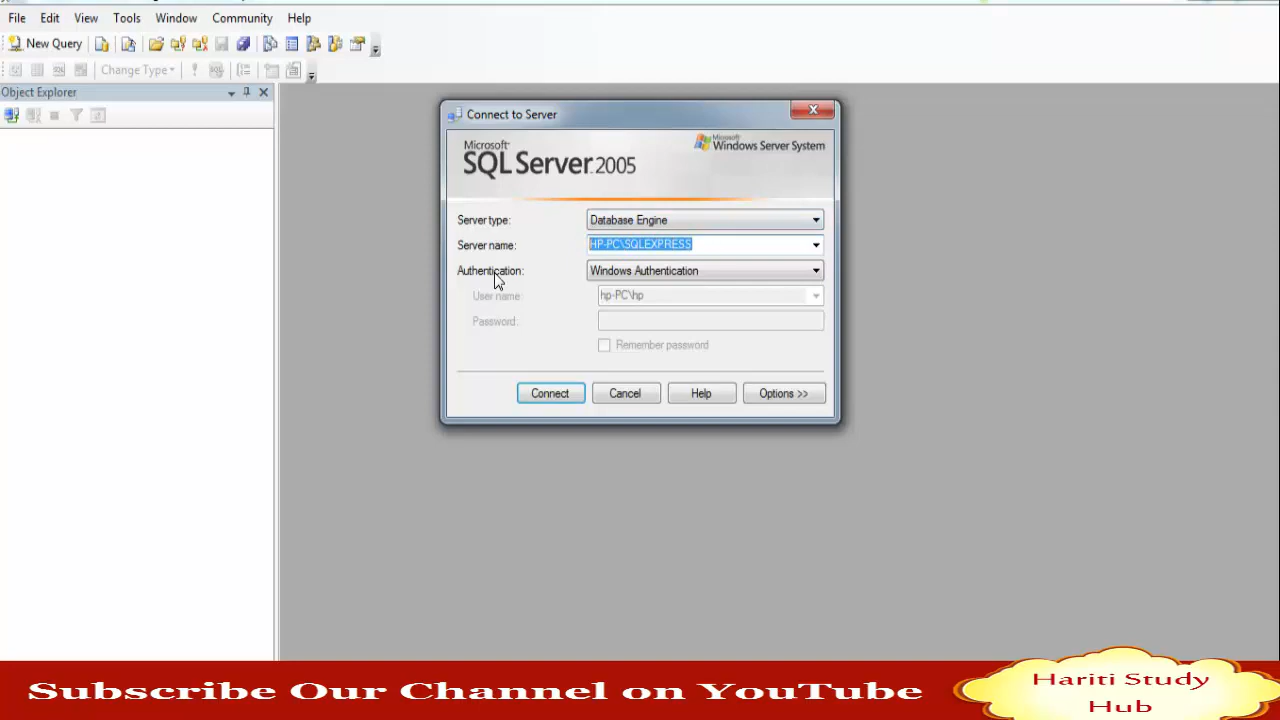 File Edit View Tools Window Community Help
New Query
Change Type
Object Explorer
Connect to Server
Microsoft
SQL Server 2005
Microsoft
Windows Server System
Server type: Database Engine
Server name: HP-PC\SQLEXPRESS
Authentication: Windows Authentication
User name: hp-PC\hp
Password:
Remember password
Connect Cancel Help Options >>
Subscribe Our Channel on YouTube
Hariti Study
Hub